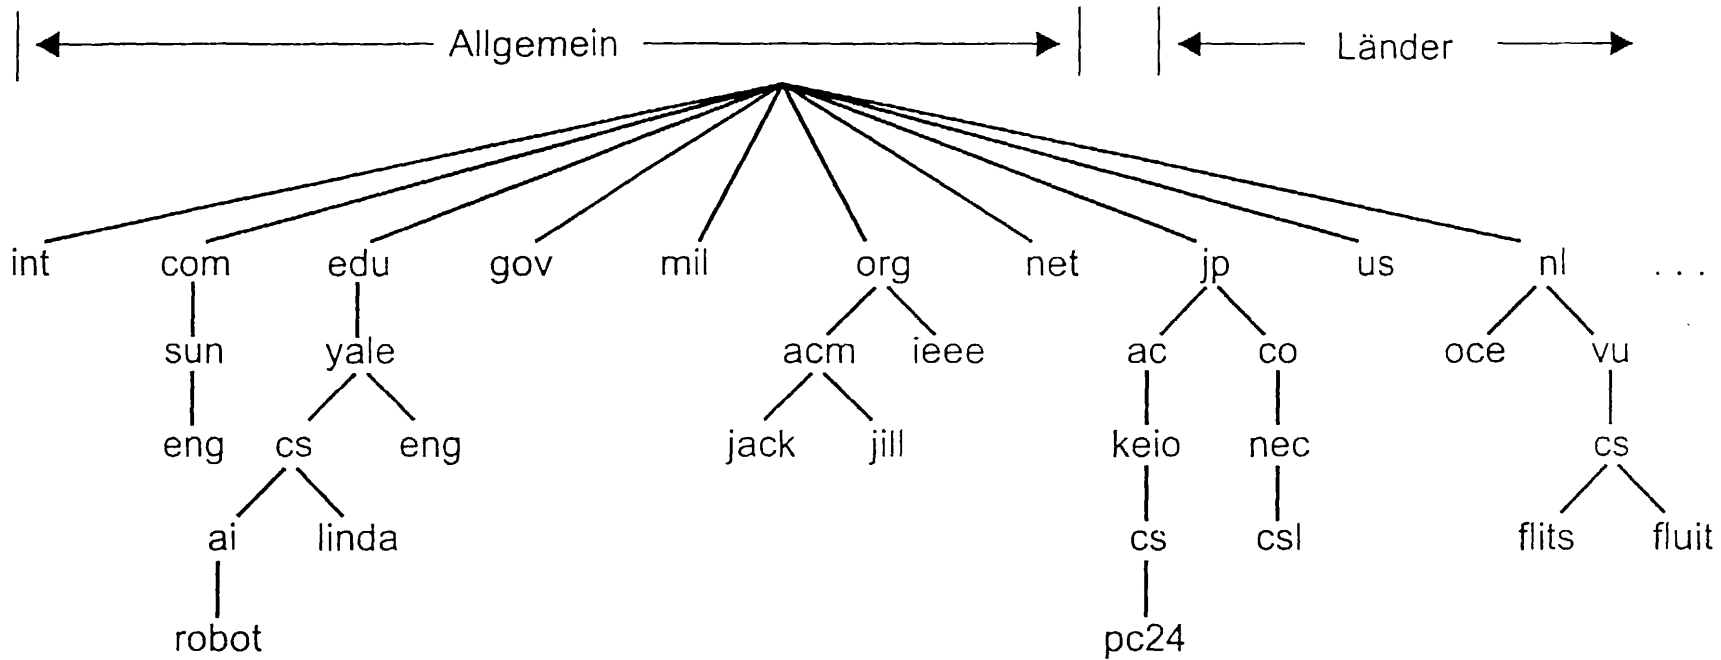 Allgemein Länder
int com edu gov mil org net jp us nl ...
sun yale acm ieee ac co oce vu
eng cs eng jack jill keio nec cs
ai linda cs csl flits fluit
robot pc24